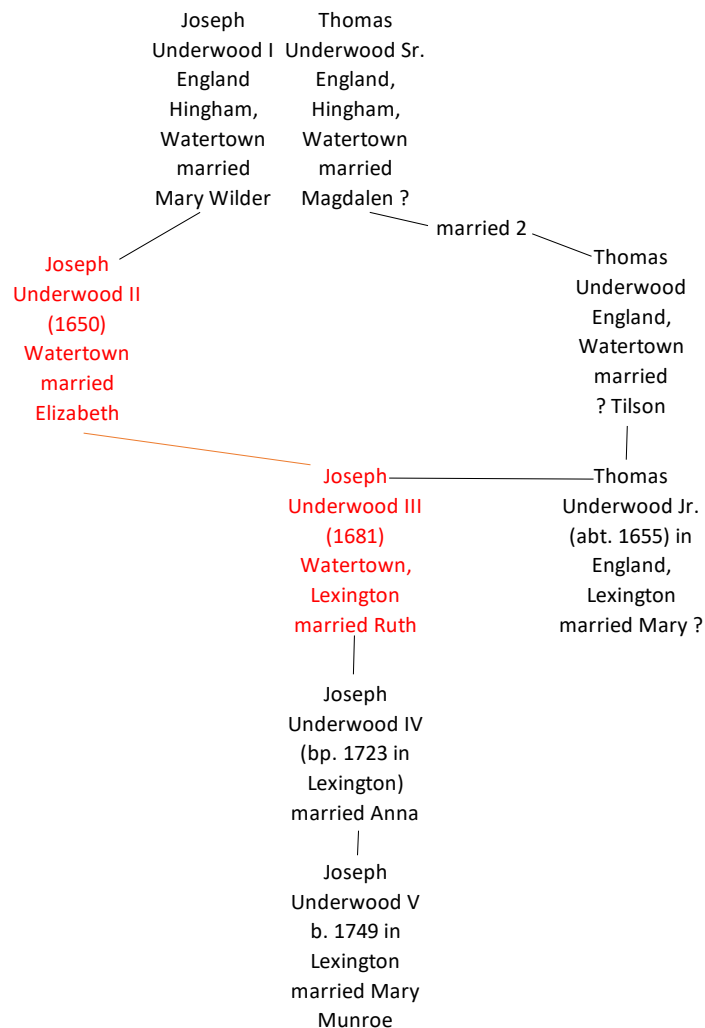 Joseph
Underwood I
England
Hingham,
Watertown
married
Mary Wilder
Thomas
Underwood Sr.
England,
Hingham,
Watertown
married
Magdalen ?
married 2
Joseph
Underwood II
(1650)
Watertown
married
Elizabeth
Thomas
Underwood
England,
Watertown
married
? Tilson
Joseph
Underwood III
(1681)
Watertown,
Lexington
married Ruth
Thomas
Underwood Jr.
(abt. 1655) in
England,
Lexington
married Mary ?
Joseph
Underwood IV
(bp. 1723 in
Lexington)
married Anna
Joseph
Underwood V
b. 1749 in
Lexington
married Mary
Munroe